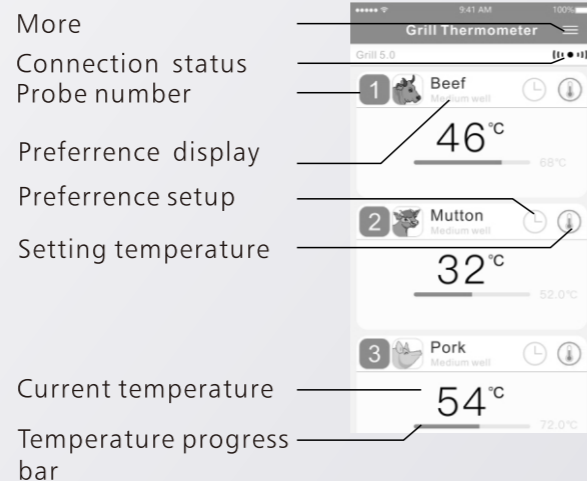 More
Connection status
Probe number
Preferrence display
Preferrence setup
Setting temperature
Current temperature
Temperature progress
bar
9:41 AM 100%
Grill Thermometer
Grill 5.0
1 Beef
Medium well
46°C
68°C
2 Mutton
Medium well
32°C
52.0°C
3 Pork
Medium well
54°C
72.0°C